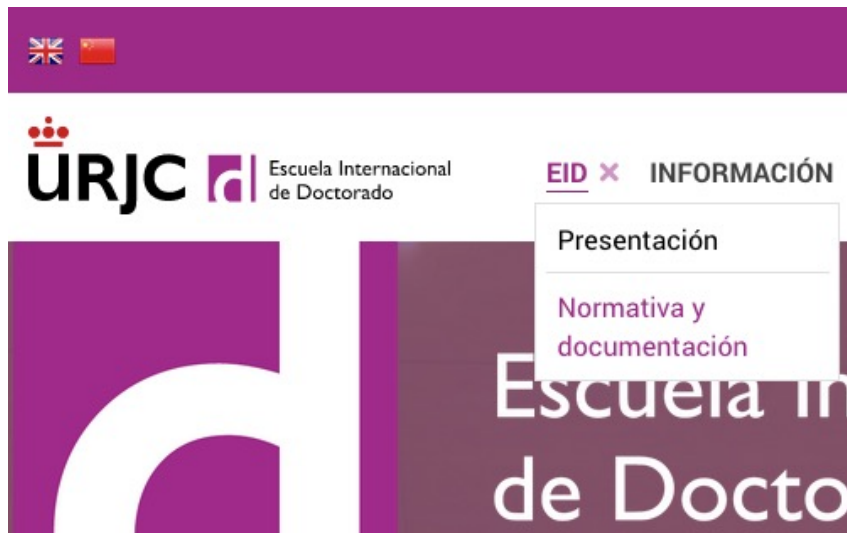 URJC
Escuela Internacional
de Doctorado
EID × INFORMACIÓN
Presentación
Normativa y
documentación
Escuela In
de Docto